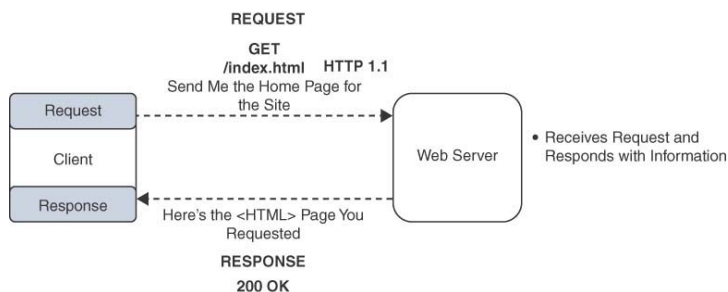 REQUEST
GET
/index.html HTTP 1.1
Send Me the Home Page for
the Site
Request
Client
Response
Web Server
• Receives Request and
Responds with Information
Here's the <HTML> Page You
Requested
RESPONSE
200 OK